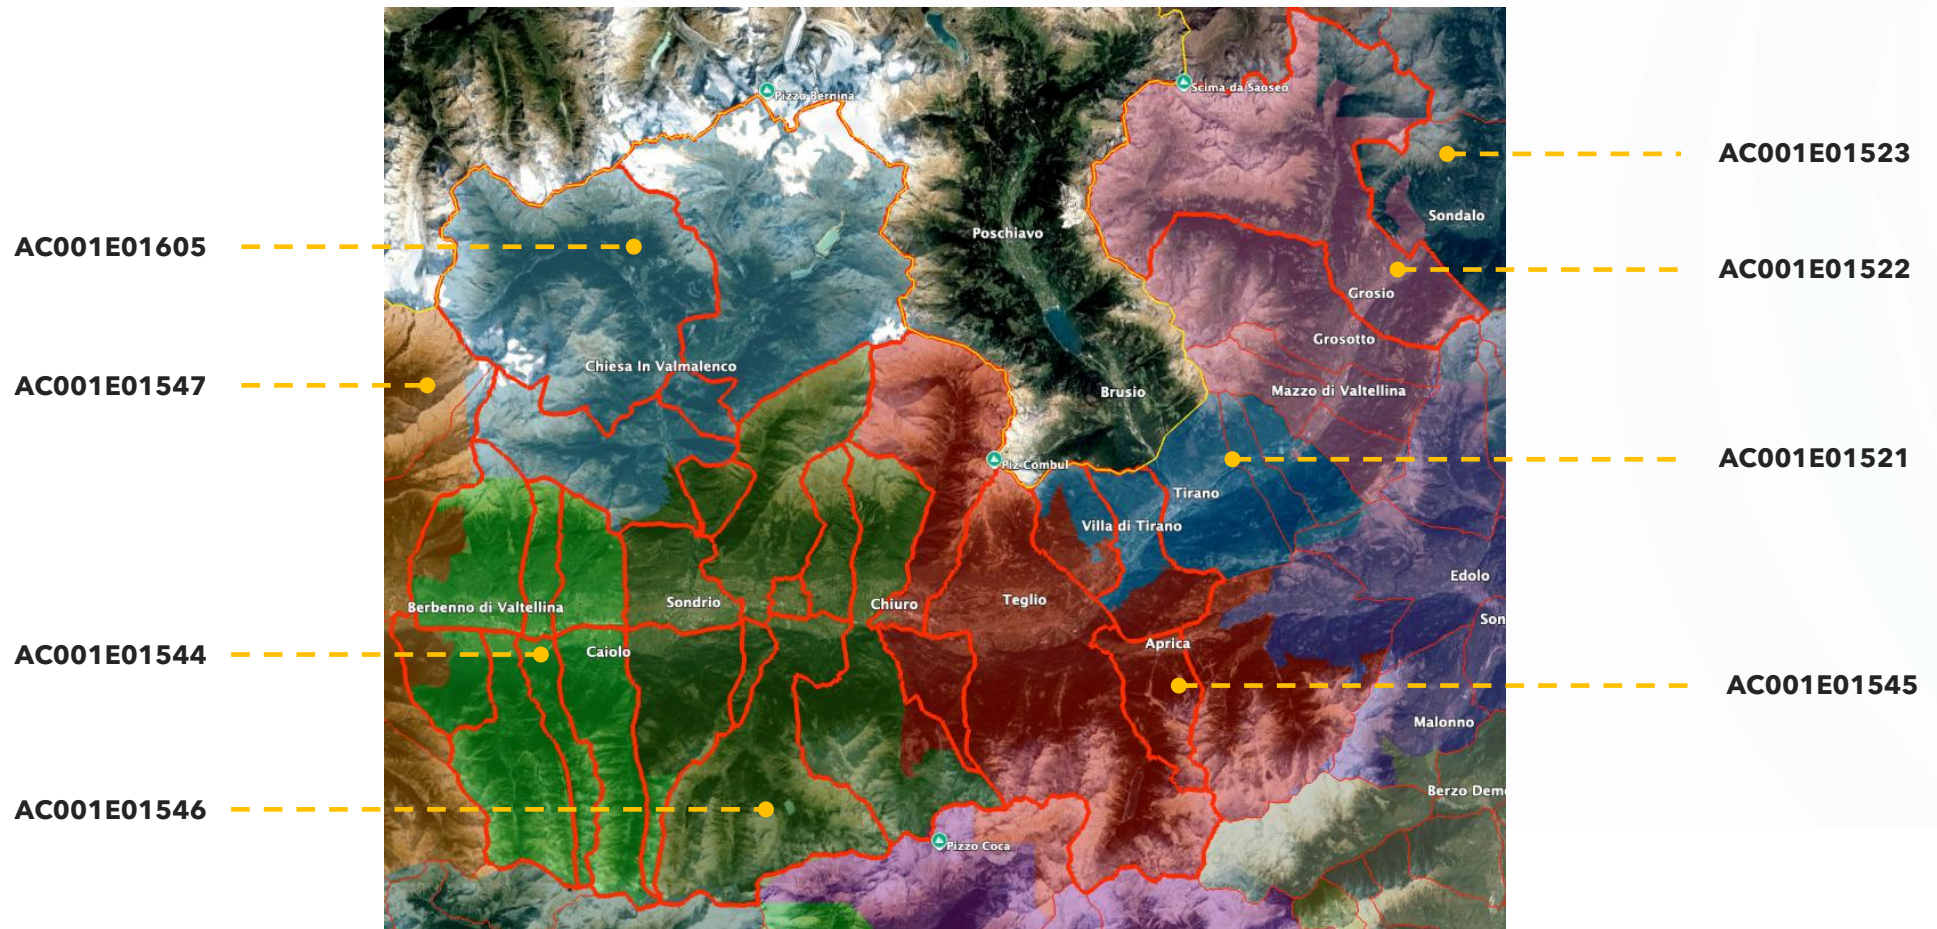 Pizzo Bernina
Scima da Saoseo
AC001E01523
Sondalo
Poschiavo
AC001E01605
AC001E01522
Grosio
Grosotto
Chiesa In Valmalenco
AC001E01547
Brusio
Mazzo di Valtellina
AC001E01521
Piz Combul
Tirano
Villa di Tirano
Edolo
Berbenno di Valtellina
Sondrio
Chiuro
Teglio
Son
AC001E01544
Caiolo
Aprica
AC001E01545
Malonno
Berzo Dem
AC001E01546
Pizzo Coca